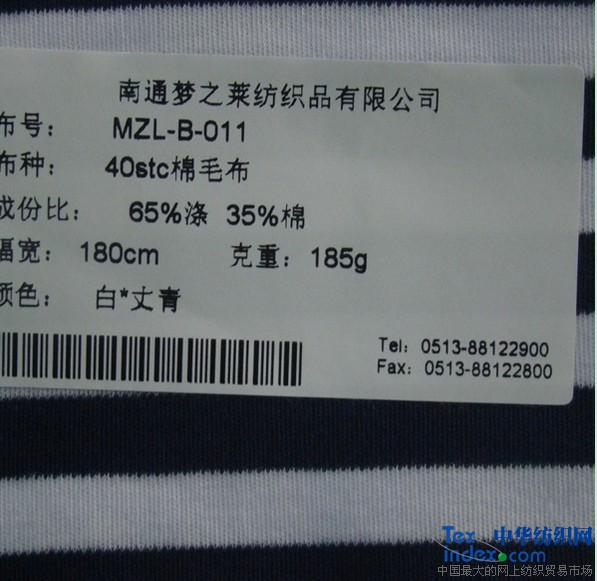 南通梦之莱纺织品有限公司
布号： MZL-B-011
布种： 40stc棉毛布
成份比： 65%涤 35%棉
幅宽： 180cm 克重： 185g
颜色： 白*丈青
Tel: 0513-88122900
Fax: 0513-88122800
Tex 中华纺织网
index.com
中国最大的网上纺织贸易市场